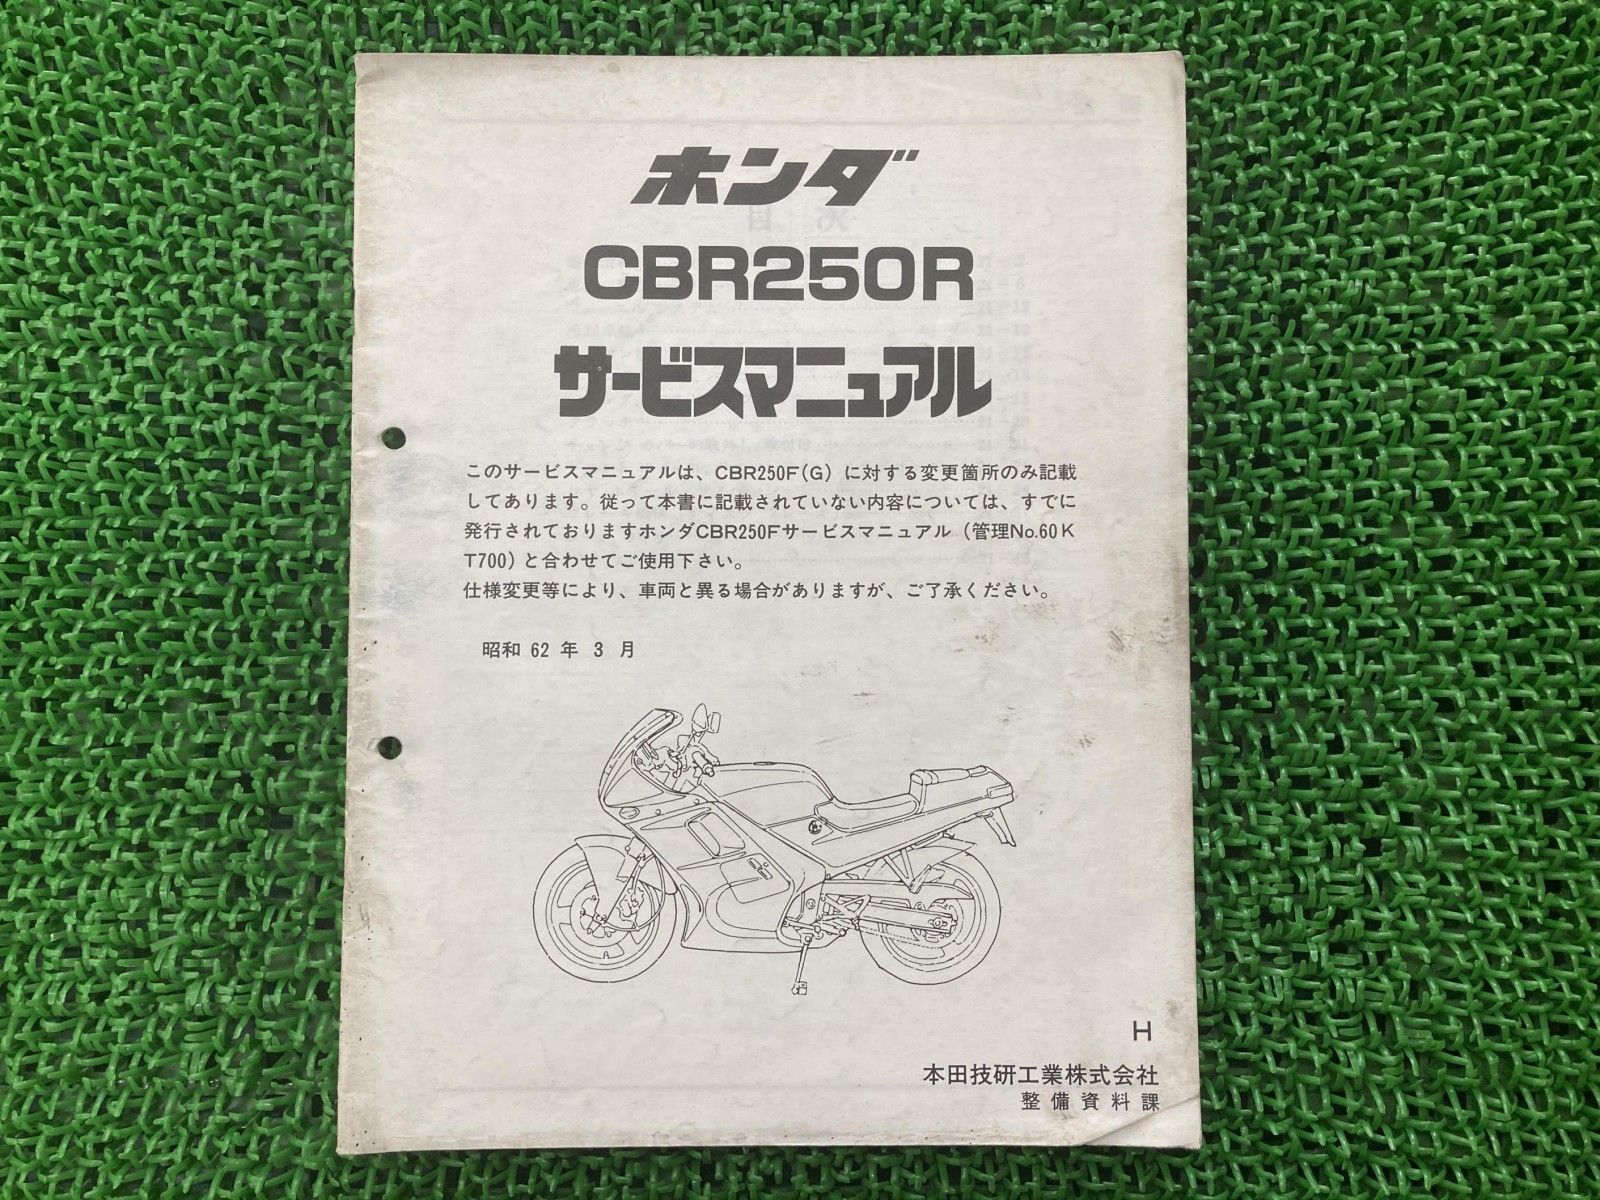 ホンダ
CBR250R
サービスマニュアル
このサービスマニュアルは、CBR250F(G) に対する変更箇所のみ記載
してあります。従って本書に記載されていない内容については、すでに
発行されておりますホンダCBR250Fサービスマニュアル (管理No.60K
T700) と合わせてご使用下さい。
仕様変更等により、車両と異る場合がありますが、ご了承ください。
昭和 62 年 3 月
H
本田技研工業株式会社
整備資料課